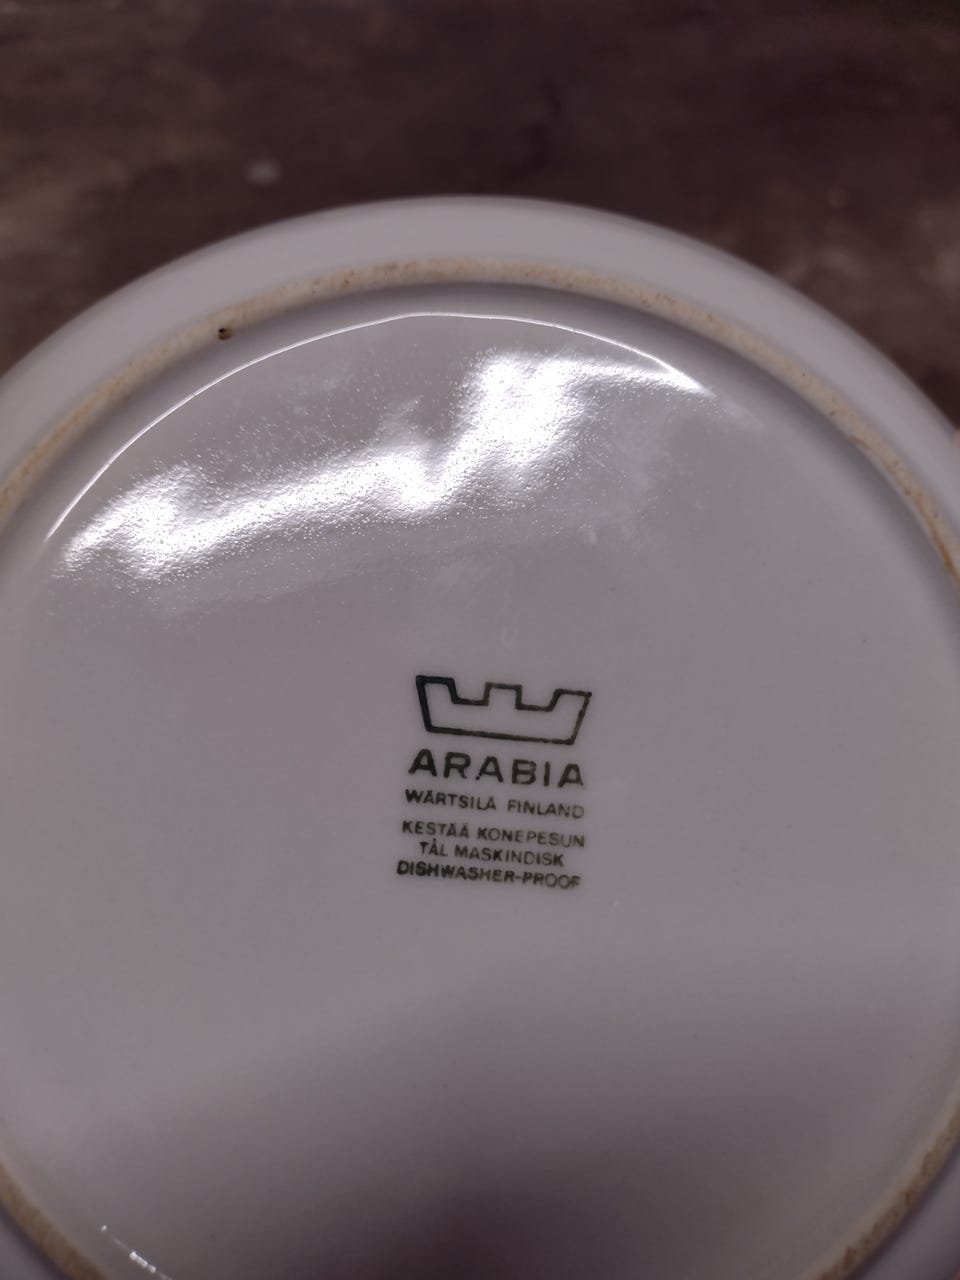 ARABIA
WÄRTSILÄ FINLAND
KESTÄÄ KONEPESUN
TÅL MASKINDISK
DISHWASHER-PROOF